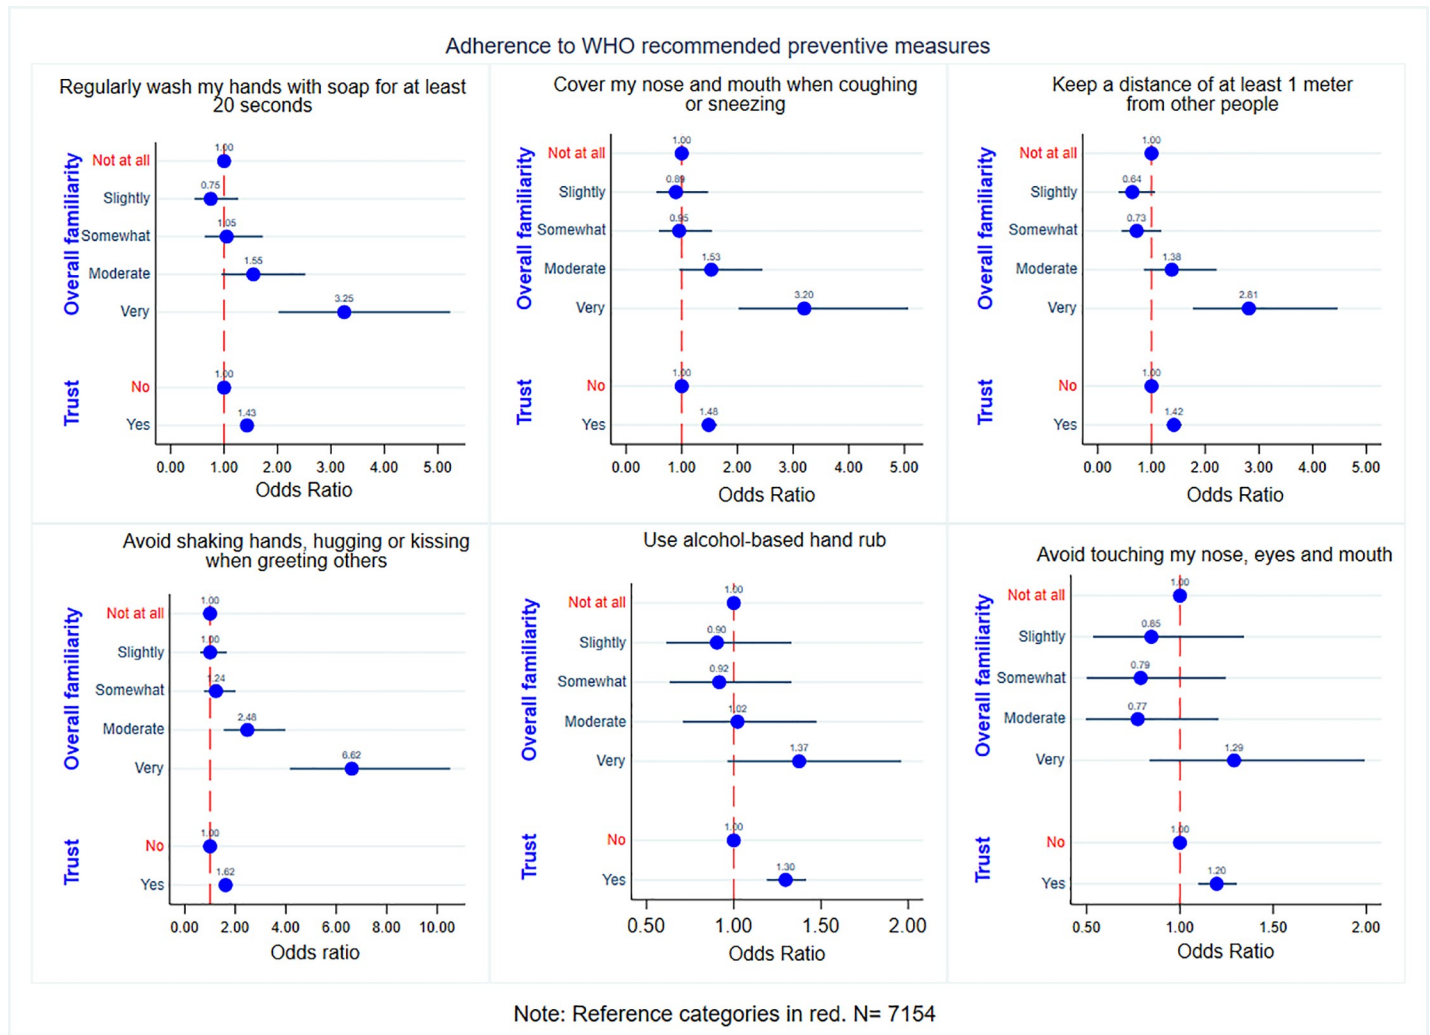 Adherence to WHO recommended preventive measures
Regularly wash my hands with soap for at least
20 seconds
Overall familiarity
Not at all
1.00
Slightly
0.75
Somewhat
1.05
Moderate
1.55
Very
3.25
Trust
No
1.00
Yes
1.43
0.00 1.00 2.00 3.00 4.00 5.00
Odds Ratio
Cover my nose and mouth when coughing
or sneezing
Overall familiarity
Not at all
1.00
Slightly
0.89
Somewhat
0.95
Moderate
1.53
Very
3.20
Trust
No
1.00
Yes
1.48
0.00 1.00 2.00 3.00 4.00 5.00
Odds Ratio
Keep a distance of at least 1 meter
from other people
Overall familiarity
Not at all
1.00
Slightly
0.64
Somewhat
0.73
Moderate
1.38
Very
2.81
Trust
No
1.00
Yes
1.42
0.00 1.00 2.00 3.00 4.00 5.00
Odds Ratio
Avoid shaking hands, hugging or kissing
when greeting others
Overall familiarity
Not at all
1.00
Slightly
1.00
Somewhat
1.24
Moderate
2.48
Very
6.62
Trust
No
1.00
Yes
1.62
0.00 2.00 4.00 6.00 8.00 10.00
Odds ratio
Use alcohol-based hand rub
Overall familiarity
Not at all
1.00
Slightly
0.90
Somewhat
0.92
Moderate
1.02
Very
1.37
Trust
No
1.00
Yes
1.30
0.50 1.00 1.50 2.00
Odds Ratio
Avoid touching my nose, eyes and mouth
Overall familiarity
Not at all
1.00
Slightly
0.85
Somewhat
0.79
Moderate
0.77
Very
1.29
Trust
No
1.00
Yes
1.20
0.50 1.00 1.50 2.00
Odds Ratio
Note: Reference categories in red. N= 7154